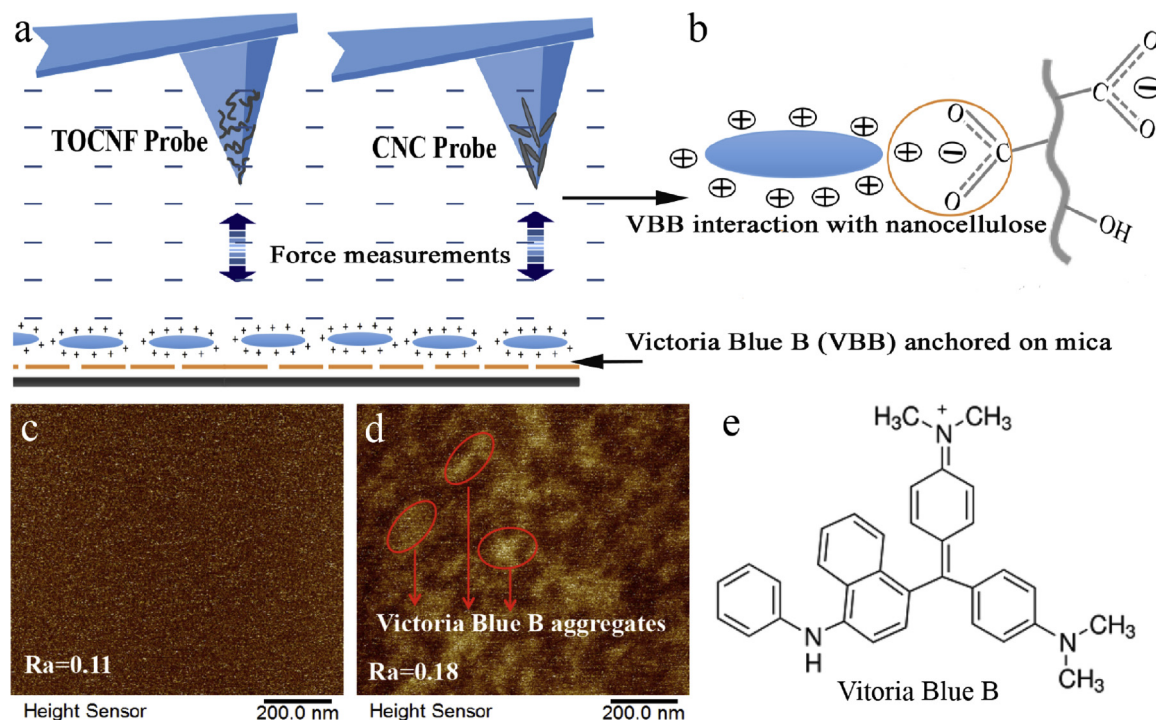 a
TOCNF Probe
CNC Probe
Force measurements
b
O
C
O
O
C
O
OH
VBB interaction with nanocellulose
Victoria Blue B (VBB) anchored on mica
c
Ra=0.11
Height Sensor
200.0 nm
d
Victoria Blue B aggregates
Ra=0.18
Height Sensor
200.0 nm
e
H₃C
N
+
CH₃
N
H
N
CH₃
CH₃
Vitoria Blue B